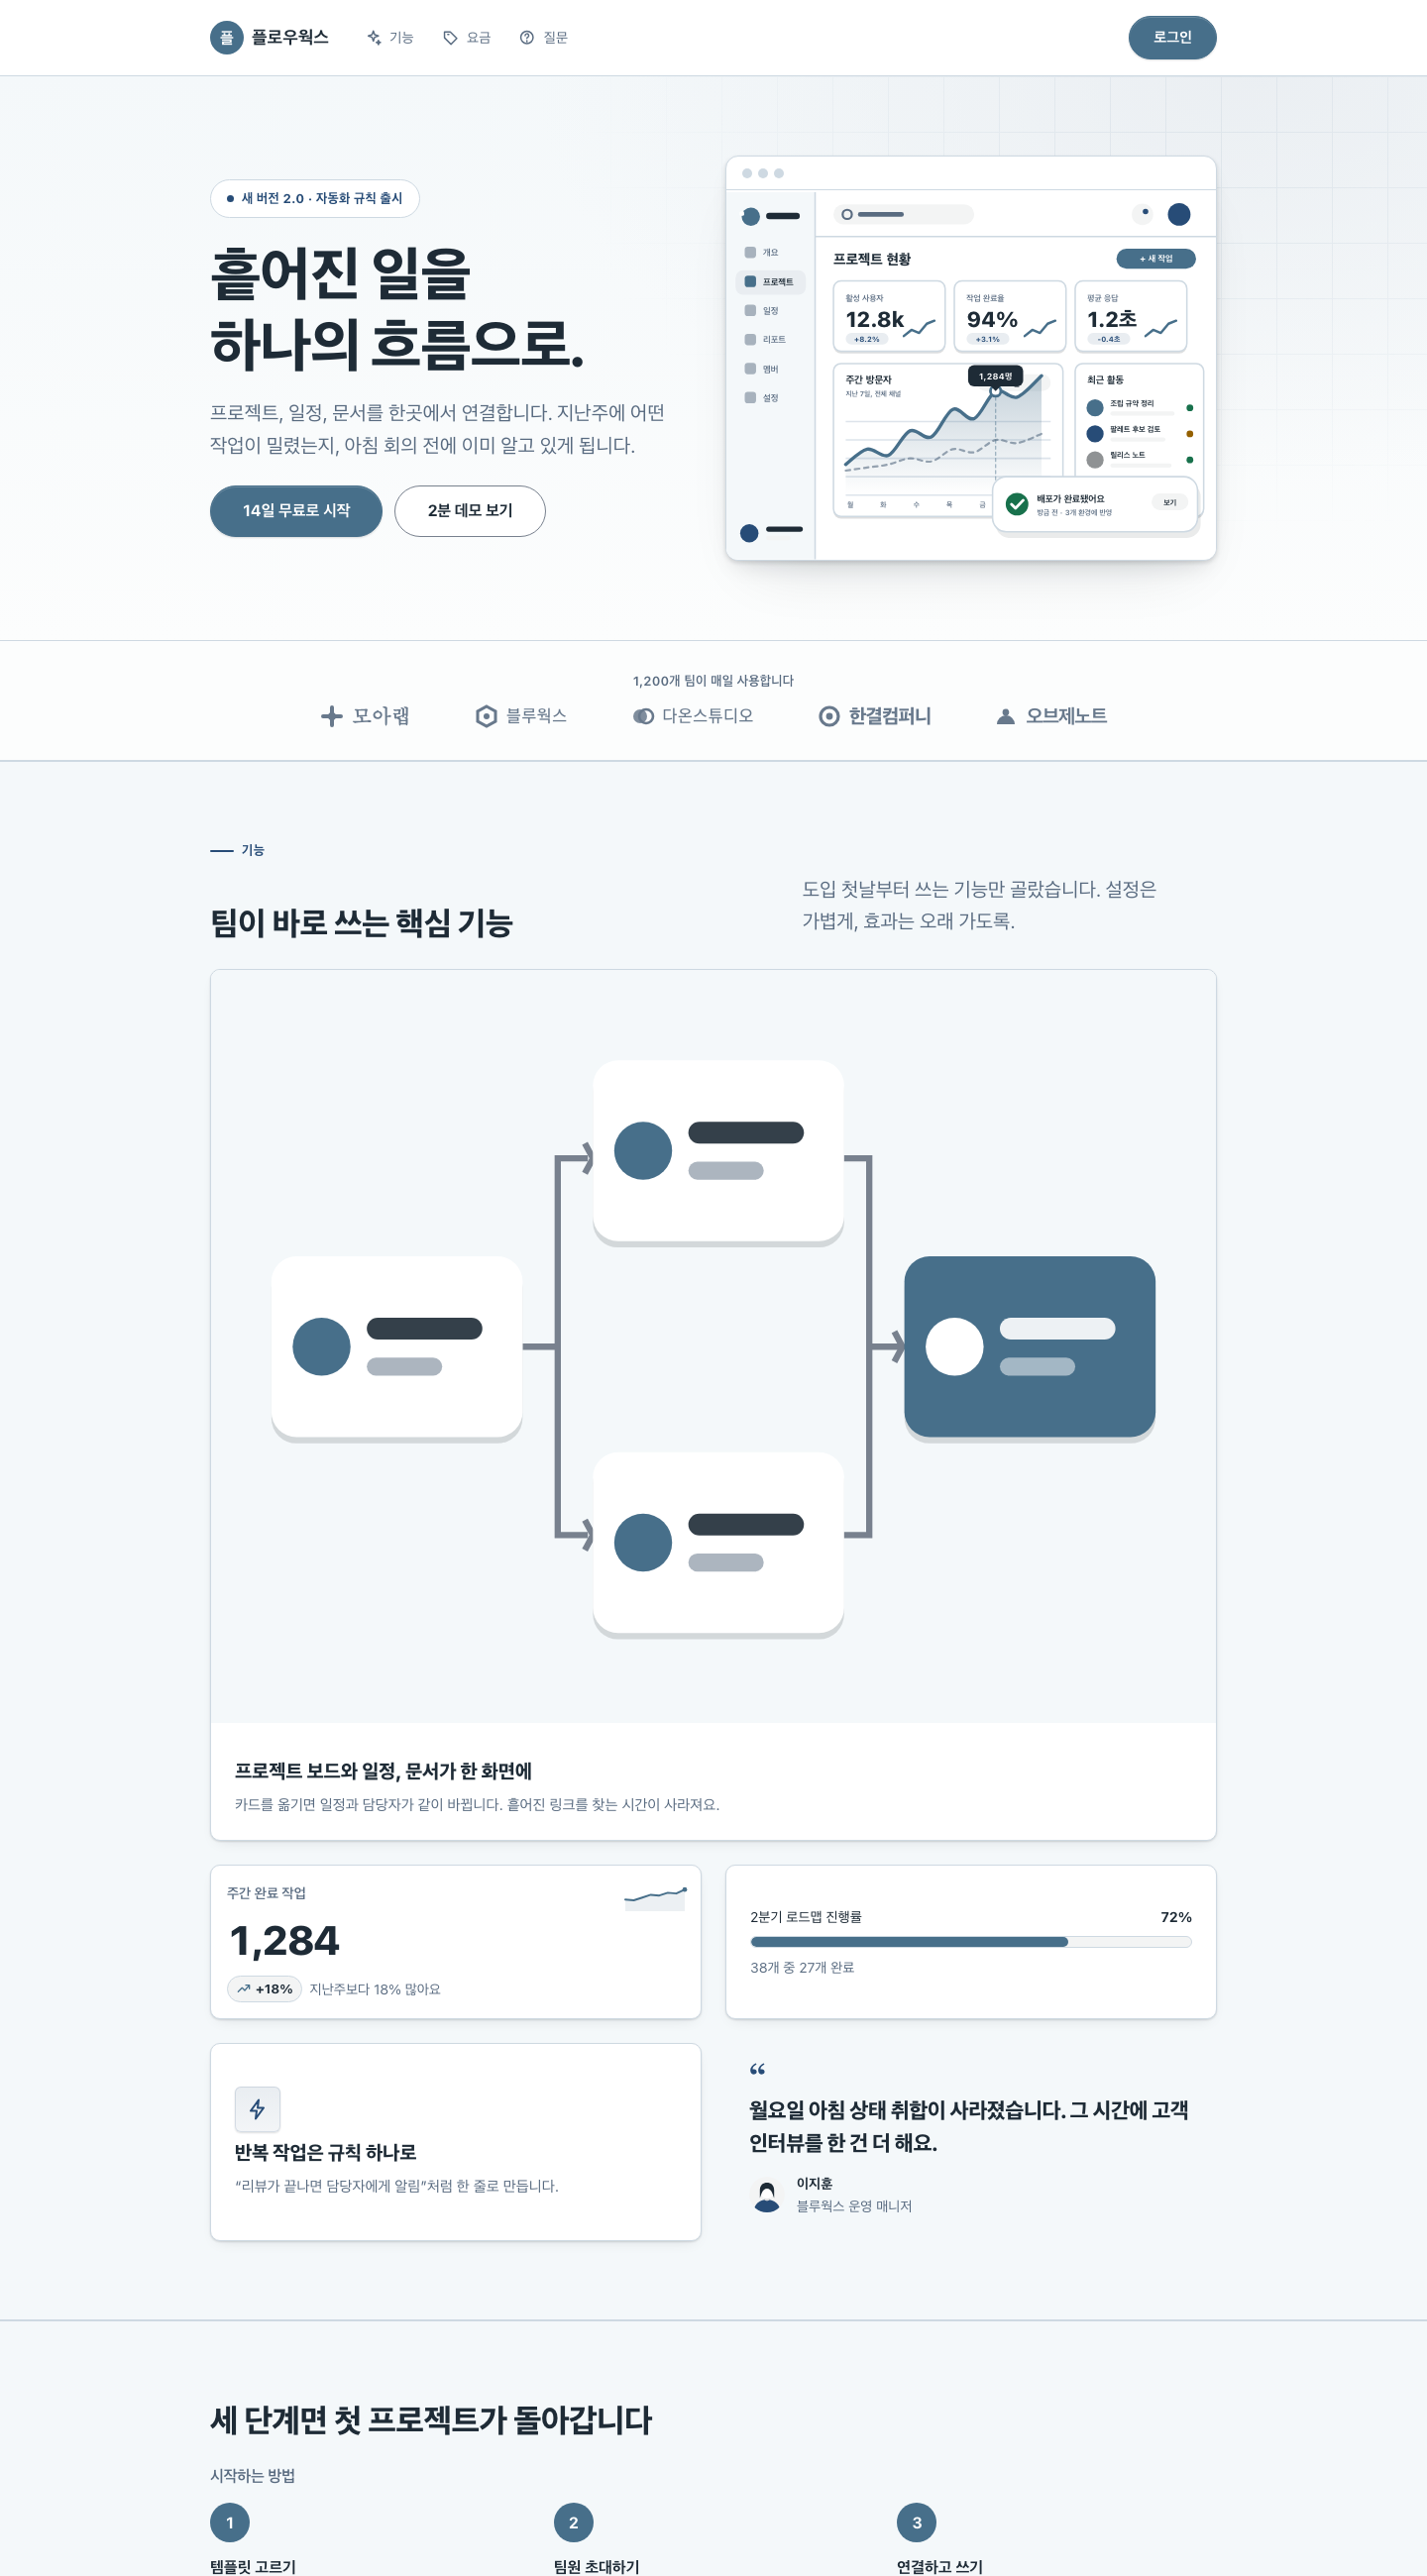 플 플로우웍스
기능
요금
질문
로그인
새 버전 2.0 · 자동화 규칙 출시
흩어진 일을
하나의 흐름으로.
프로젝트, 일정, 문서를 한곳에서 연결합니다. 지난주에 어떤
작업이 밀렸는지, 아침 회의 전에 이미 알고 있게 됩니다.
14일 무료로 시작
2분 데모 보기
개요
프로젝트
일정
리포트
멤버
설정
프로젝트 현황
+ 새 작업
활성 사용자
12.8k
+8.2%
작업 완료율
94%
+3.1%
평균 응답
1.2초
-0.4초
주간 방문자
지난 7일, 전체 채널
1,284명
월 화 수 목 금
최근 활동
조립 규약 정리
팔레트 후보 검토
릴리스 노트
배포가 완료됐어요
방금 전 · 3개 환경에 반영
보기
1,200개 팀이 매일 사용합니다
모아랩
블루웍스
다온스튜디오
한결컴퍼니
오브제노트
기능
팀이 바로 쓰는 핵심 기능
도입 첫날부터 쓰는 기능만 골랐습니다. 설정은
가볍게, 효과는 오래 가도록.
프로젝트 보드와 일정, 문서가 한 화면에
카드를 옮기면 일정과 담당자가 같이 바뀝니다. 흩어진 링크를 찾는 시간이 사라져요.
주간 완료 작업
1,284
+18% 지난주보다 18% 많아요
2분기 로드맵 진행률 72%
38개 중 27개 완료
반복 작업은 규칙 하나로
“리뷰가 끝나면 담당자에게 알림”처럼 한 줄로 만듭니다.
“
월요일 아침 상태 취합이 사라졌습니다. 그 시간에 고객
인터뷰를 한 건 더 해요.
이지훈
블루웍스 운영 매니저
세 단계면 첫 프로젝트가 돌아갑니다
시작하는 방법
1
템플릿 고르기
2
팀원 초대하기
3
연결하고 쓰기